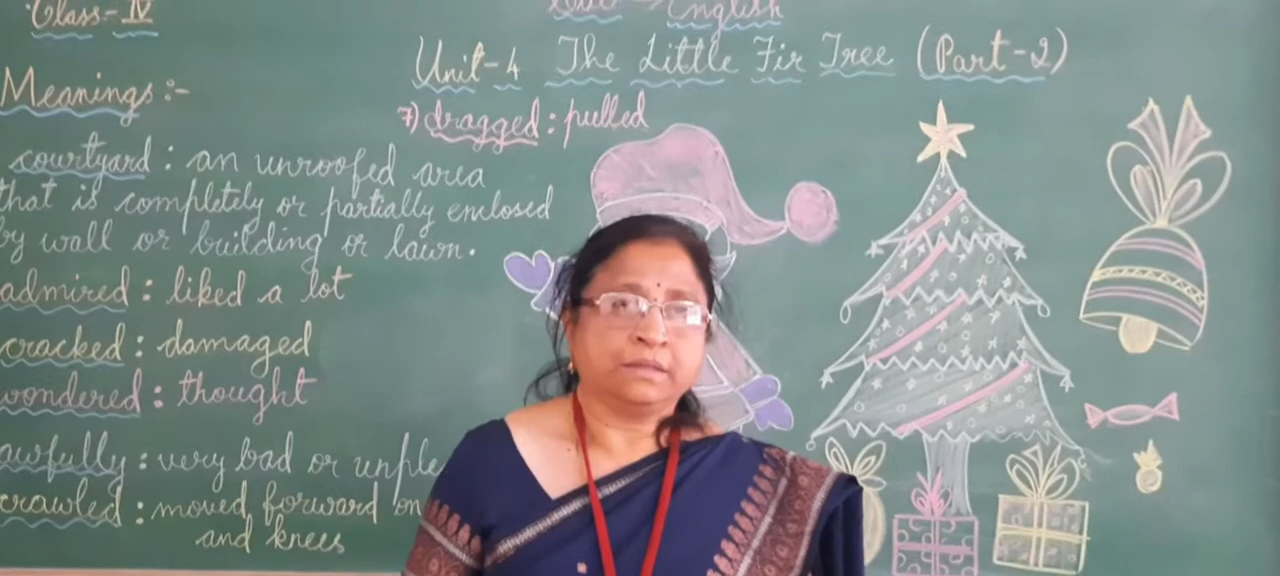 Class-IV
English
Unit-4 The Little Fir Tree (Part-2)
Meanings:-
7) dragged: pulled
courtyard: an unroofed area
that is completely or partially enclosed
by wall or building or lawn.
admired: liked a lot
cracked: damaged
wondered: thought
awfully: very bad or unple
crawled: moved forward on
and knees